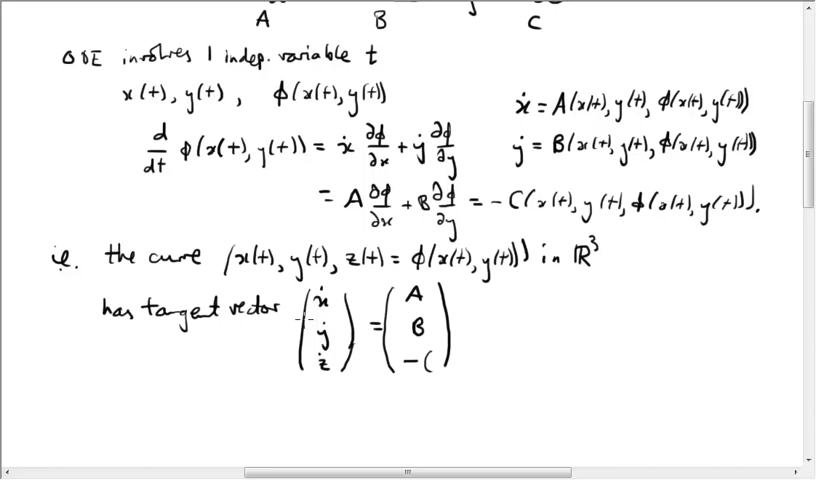 A B C
ODE involves 1 indep. variable t
x(t), y(t), ϕ(x(t), y(t))
ẋ = A(x(t), y(t), ϕ(x(t), y(t)))
d/dt ϕ(x(t), y(t)) = ẋ ∂ϕ/∂x + ẏ ∂ϕ/∂y
ẏ = B(x(t), y(t), ϕ(x(t), y(t)))
= A ∂ϕ/∂x + B ∂ϕ/∂y = -C(x(t), y(t), ϕ(x(t), y(t))).
i.e. the curve (x(t), y(t), z(t) = ϕ(x(t), y(t))) in ℝ³
has tangent vector (ẋ ẏ ż) = (A B -C)